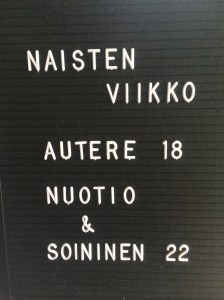 NAISTEN
VIIKKO
AUTERE 18
NUOTIO
&
SOININEN 22